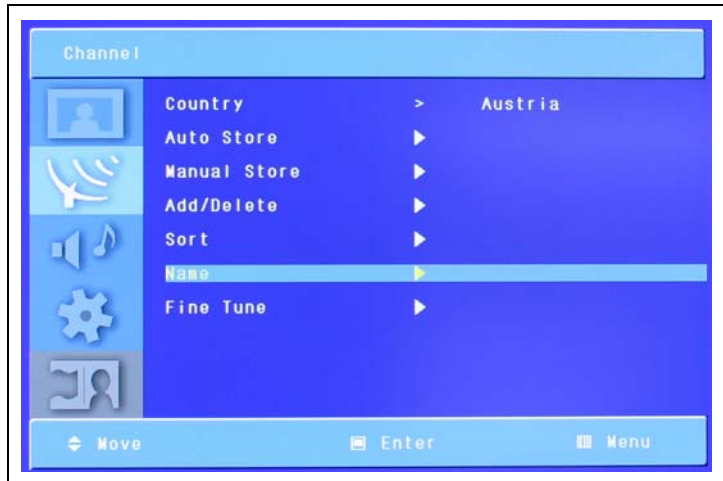 Channel
Country > Austria
Auto Store
Manual Store
Add/Delete
Sort
Name
Fine Tune
Move Enter Menu